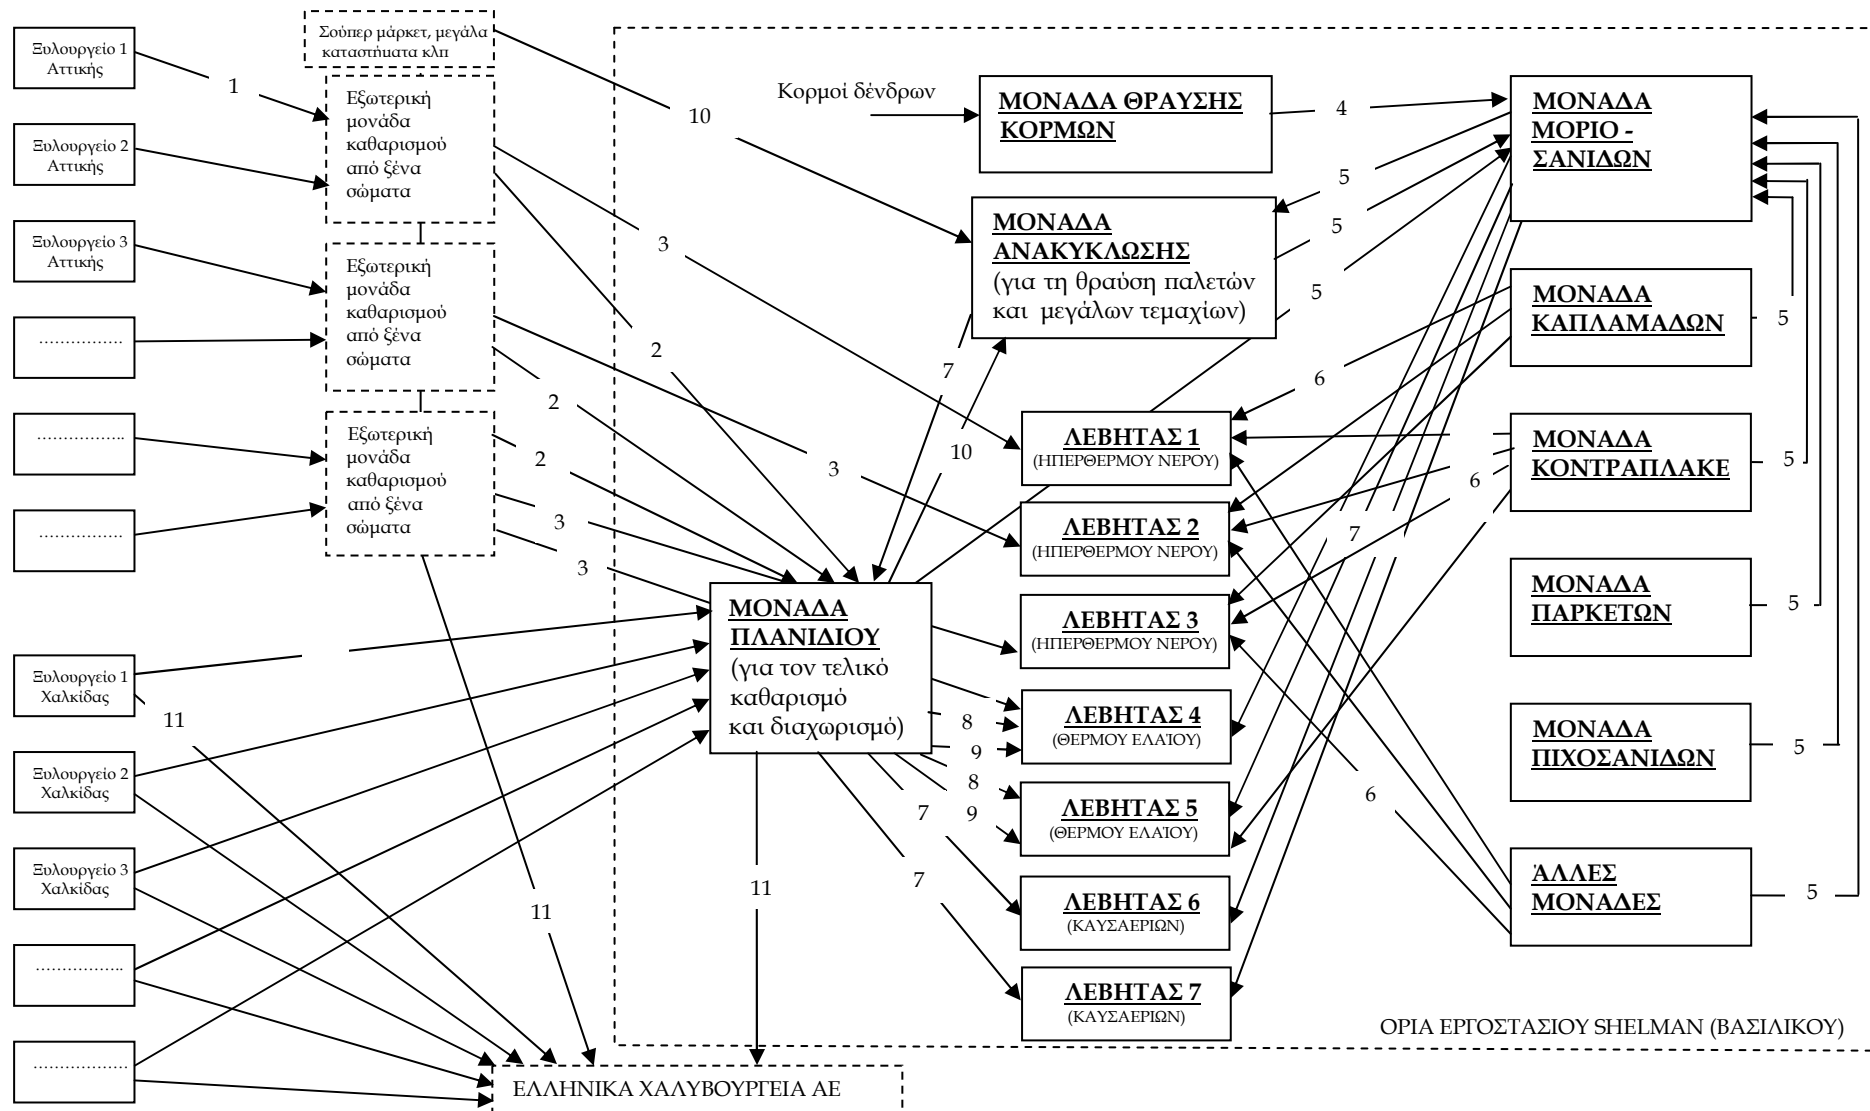 Ξυλουργείο 1
Αττικής
Ξυλουργείο 2
Αττικής
Ξυλουργείο 3
Αττικής
................
................
................
Ξυλουργείο 1
Χαλκίδας
Ξυλουργείο 2
Χαλκίδας
Ξυλουργείο 3
Χαλκίδας
................
.................
Σούπερ μάρκετ, μεγάλα
καταστήματα κλπ
Εξωτερική
μονάδα
καθαρισμού
από ξένα
σώματα
Εξωτερική
μονάδα
καθαρισμού
από ξένα
σώματα
Εξωτερική
μονάδα
καθαρισμού
από ξένα
σώματα
1
10
3
2
2
3
2
3
3
11
11
11
Κορμοί δένδρων
ΜΟΝΑΔΑ ΘΡΑΥΣΗΣ
ΚΟΡΜΩΝ
4
5
5
5
ΜΟΝΑΔΑ
ΑΝΑΚΥΚΛΩΣΗΣ
(για τη θραύση παλετών
και μεγάλων τεμαχίων)
7
10
ΜΟΝΑΔΑ
ΠΛΑΝΙΔΙΟΥ
(για τον τελικό
καθαρισμό
και διαχωρισμό)
8
9
8
9
7
7
ΛΕΒΗΤΑΣ 1
(ΗΠΕΡΘΕΡΜΟΥ ΝΕΡΟΥ)
ΛΕΒΗΤΑΣ 2
(ΗΠΕΡΘΕΡΜΟΥ ΝΕΡΟΥ)
ΛΕΒΗΤΑΣ 3
(ΗΠΕΡΘΕΡΜΟΥ ΝΕΡΟΥ)
ΛΕΒΗΤΑΣ 4
(ΘΕΡΜΟΥ ΕΛΑΪΟΥ)
ΛΕΒΗΤΑΣ 5
(ΘΕΡΜΟΥ ΕΛΑΪΟΥ)
ΛΕΒΗΤΑΣ 6
(ΚΑΥΣΑΕΡΙΩΝ)
ΛΕΒΗΤΑΣ 7
(ΚΑΥΣΑΕΡΙΩΝ)
6
6
7
6
ΜΟΝΑΔΑ
ΜΟΡΙΟ -
ΣΑΝΙΔΩΝ
ΜΟΝΑΔΑ
ΚΑΠΛΑΜΑΔΩΝ
5
ΜΟΝΑΔΑ
ΚΟΝΤΡΑΠΛΑΚΕ
5
ΜΟΝΑΔΑ
ΠΑΡΚΕΤΩΝ
5
ΜΟΝΑΔΑ
ΠΙΧΟΣΑΝΙΔΩΝ
5
ΆΛΛΕΣ
ΜΟΝΑΔΕΣ
5
ΟΡΙΑ ΕΡΓΟΣΤΑΣΙΟΥ SHELMAN (ΒΑΣΙΛΙΚΟΥ)
ΕΛΛΗΝΙΚΑ ΧΑΛΥΒΟΥΡΓΕΙΑ ΑΕ